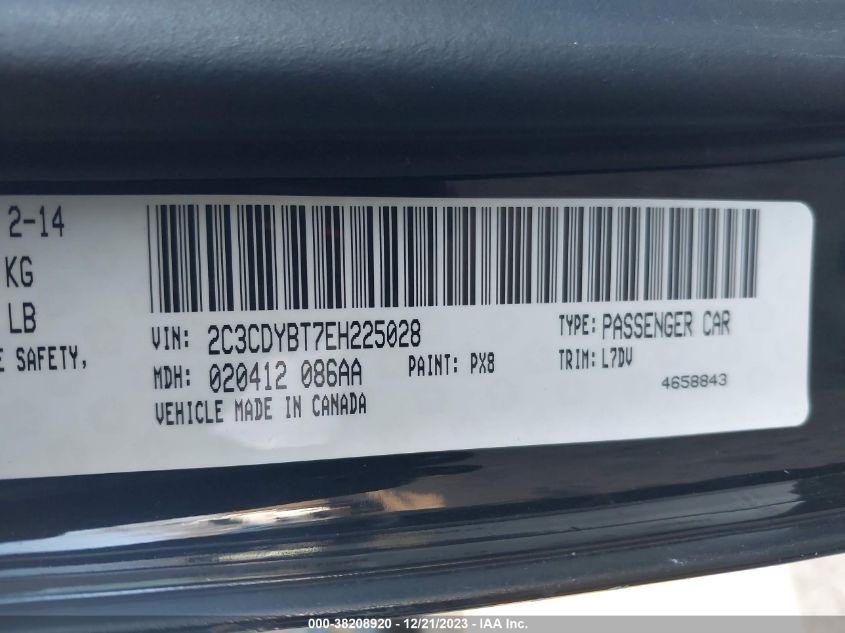 2-14
KG
LB
E SAFETY,
VIN: 2C3CDYBT7EH225028
TYPE: PASSENGER CAR
MDH: 020412 086AA
PAINT: PX8
TRIM: L7DV
VEHICLE MADE IN CANADA
4658843
000-38208920 - 12/21/2023 - IAA Inc.